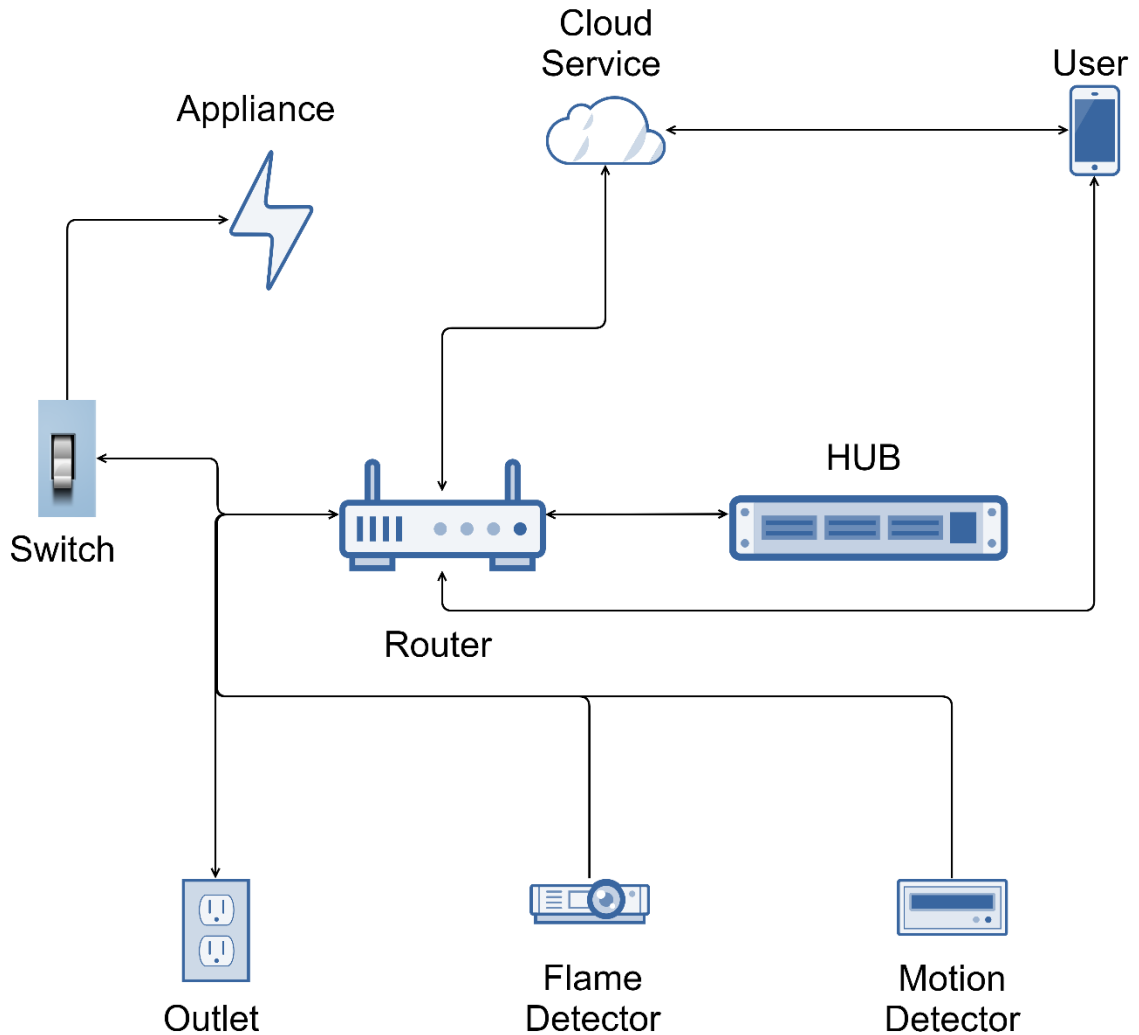 Cloud
Service
User
Appliance
HUB
Switch
Router
Outlet
Flame
Detector
Motion
Detector